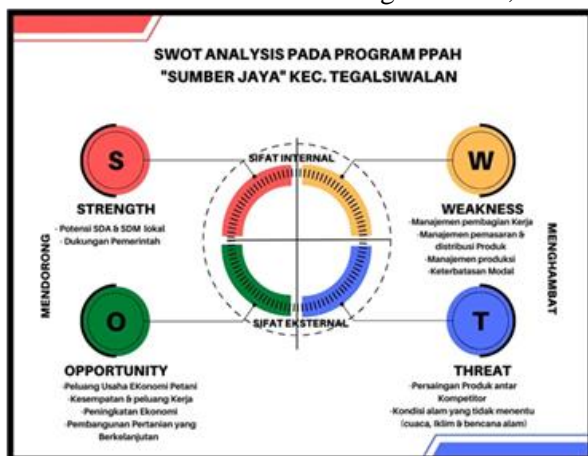 SWOT ANALYSIS PADA PROGRAM PPAH
"SUMBER JAYA" KEC. TEGALSIWALAN
SIFAT INTERNAL
S
STRENGTH
- Potensi SDA & SDM lokal
- Dukungan Pemerintah
W
WEAKNESS
-Manajemen pembagian Kerja
-Manajemen pemasaran &
distribusi Produk
-Manajemen produksi
-Keterbatasan Modal
MENDORONG
MENGHAMBAT
SIFAT EKSTERNAL
O
OPPORTUNITY
-Peluang Usaha EKonomi Petani
-Kesempatan & peluang Kerja
-Peningkatan Ekonomi
-Pembangunan Pertanian yang
Berkelanjutan
T
THREAT
-Persaingan Produk antar
Kompetitor
-Kondisi alam yang tidak menentu
(cuaca, Iklim & bencana alam)